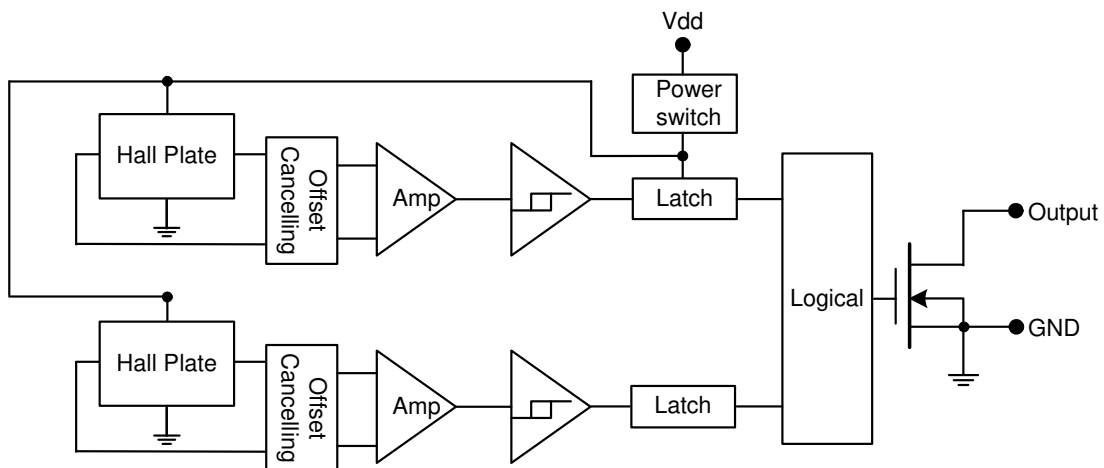 Vdd
Power
switch
Hall Plate
Offset
Cancelling
Amp
Latch
Output
Logical
GND
Hall Plate
Offset
Cancelling
Amp
Latch